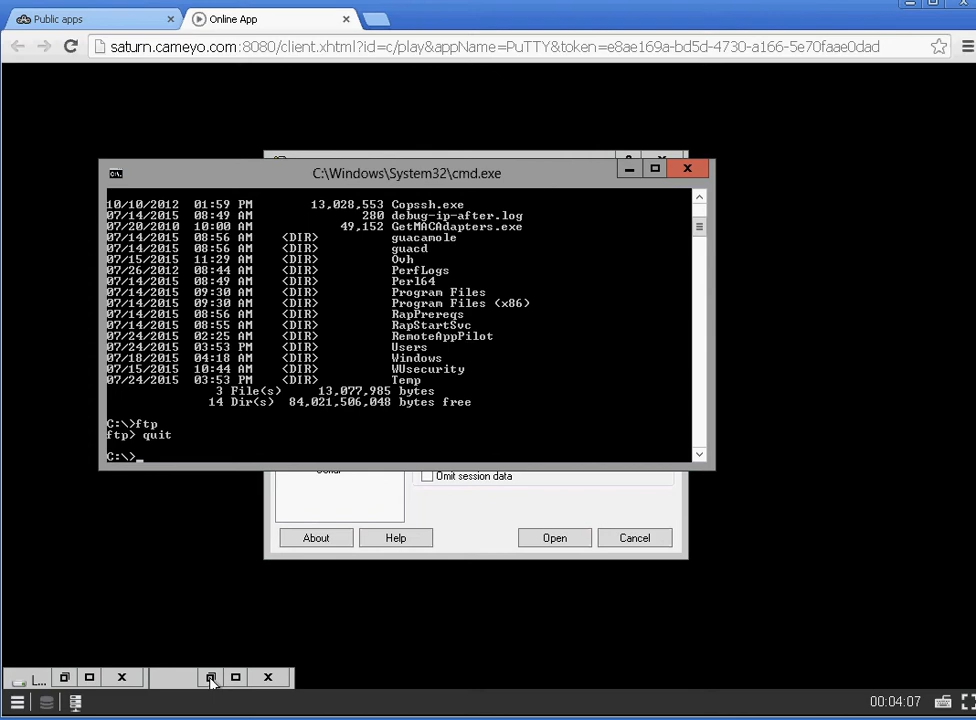 Public apps
Online App
saturn.cameyo.com:8080/client.xhtml?id=c/play&appName=PuTTY&token=e8ae169a-bd5d-4730-a166-5e70faae0dad
C:\Windows\System32\cmd.exe
10/10/2012 01:59 PM 13,028,553 Copssh.exe
07/14/2015 08:49 AM 280 debug-ip-after.log
07/20/2010 10:00 AM 49,152 GetMACAdapters.exe
07/14/2015 08:56 AM <DIR> guacamole
07/14/2015 08:56 AM <DIR> guacd
07/15/2015 11:29 AM <DIR> Ovh
07/26/2012 08:44 AM <DIR> PerfLogs
07/14/2015 08:49 AM <DIR> Perl64
07/14/2015 09:30 AM <DIR> Program Files
07/14/2015 09:30 AM <DIR> Program Files (x86)
07/14/2015 08:56 AM <DIR> RapPrereqs
07/14/2015 08:55 AM <DIR> RapStartSvc
07/24/2015 02:25 AM <DIR> RemoteAppPilot
07/24/2015 03:53 PM <DIR> Users
07/18/2015 04:18 AM <DIR> Windows
07/15/2015 10:44 AM <DIR> WUsecurity
07/24/2015 03:53 PM <DIR> Temp
3 File(s) 13,077,985 bytes
14 Dir(s) 84,021,506,048 bytes free
C:\>ftp
ftp> quit
C:\>_
Omit session data
About
Help
Open
Cancel
L...
00:04:07